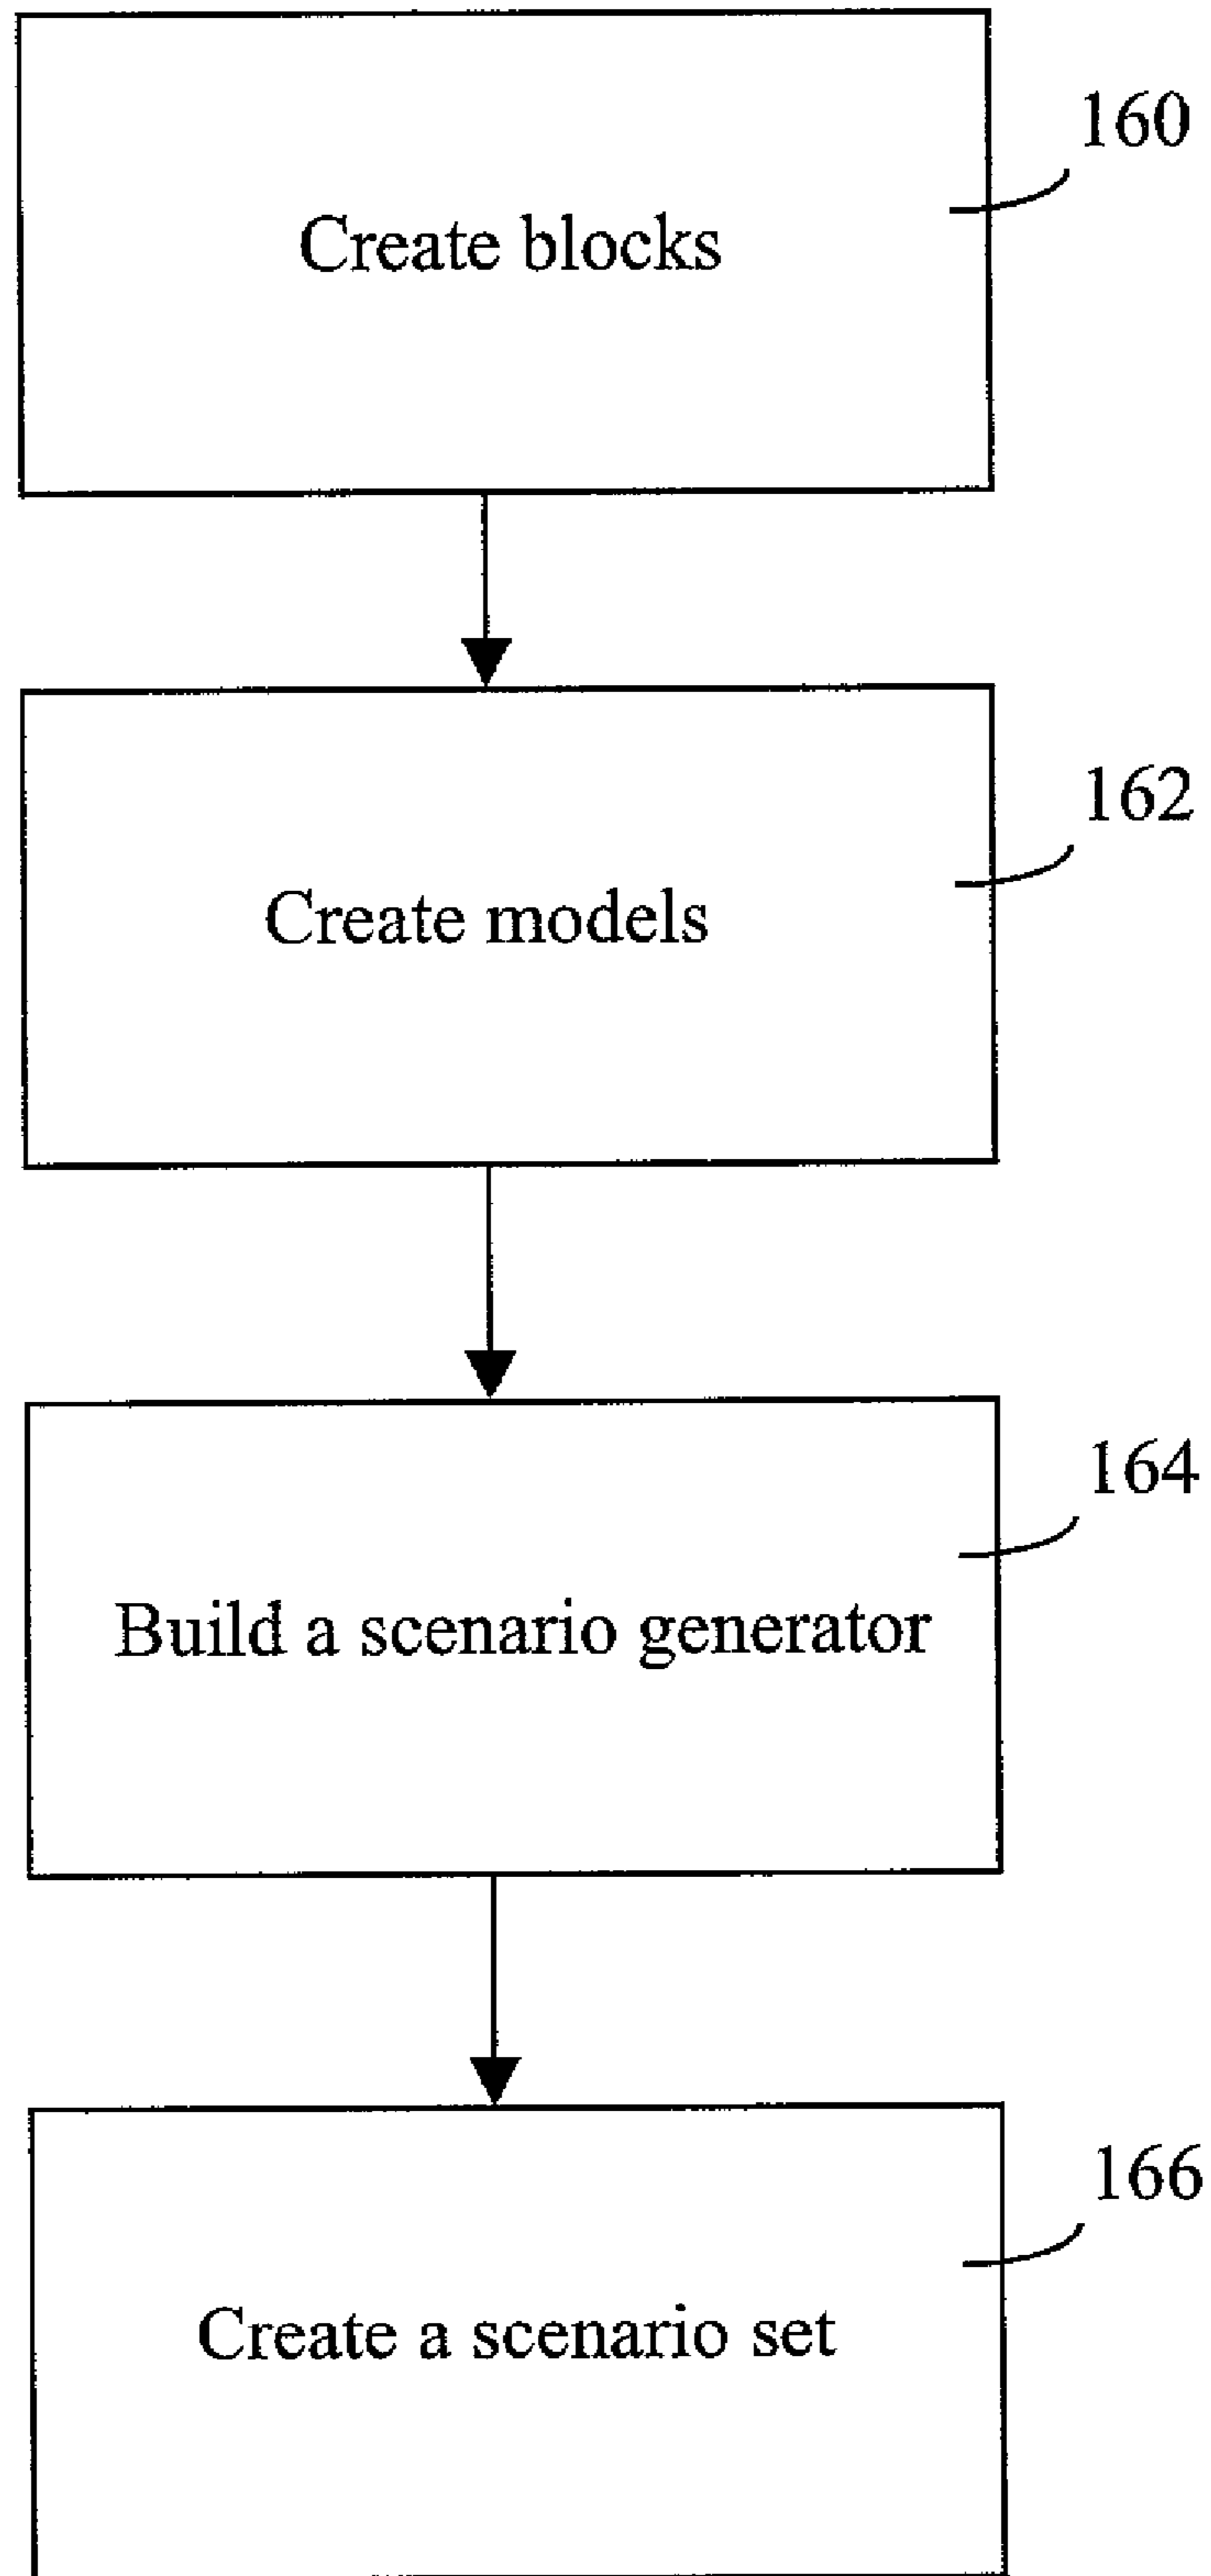 160
Create blocks
162
Create models
164
Build a scenario generator
166
Create a scenario set